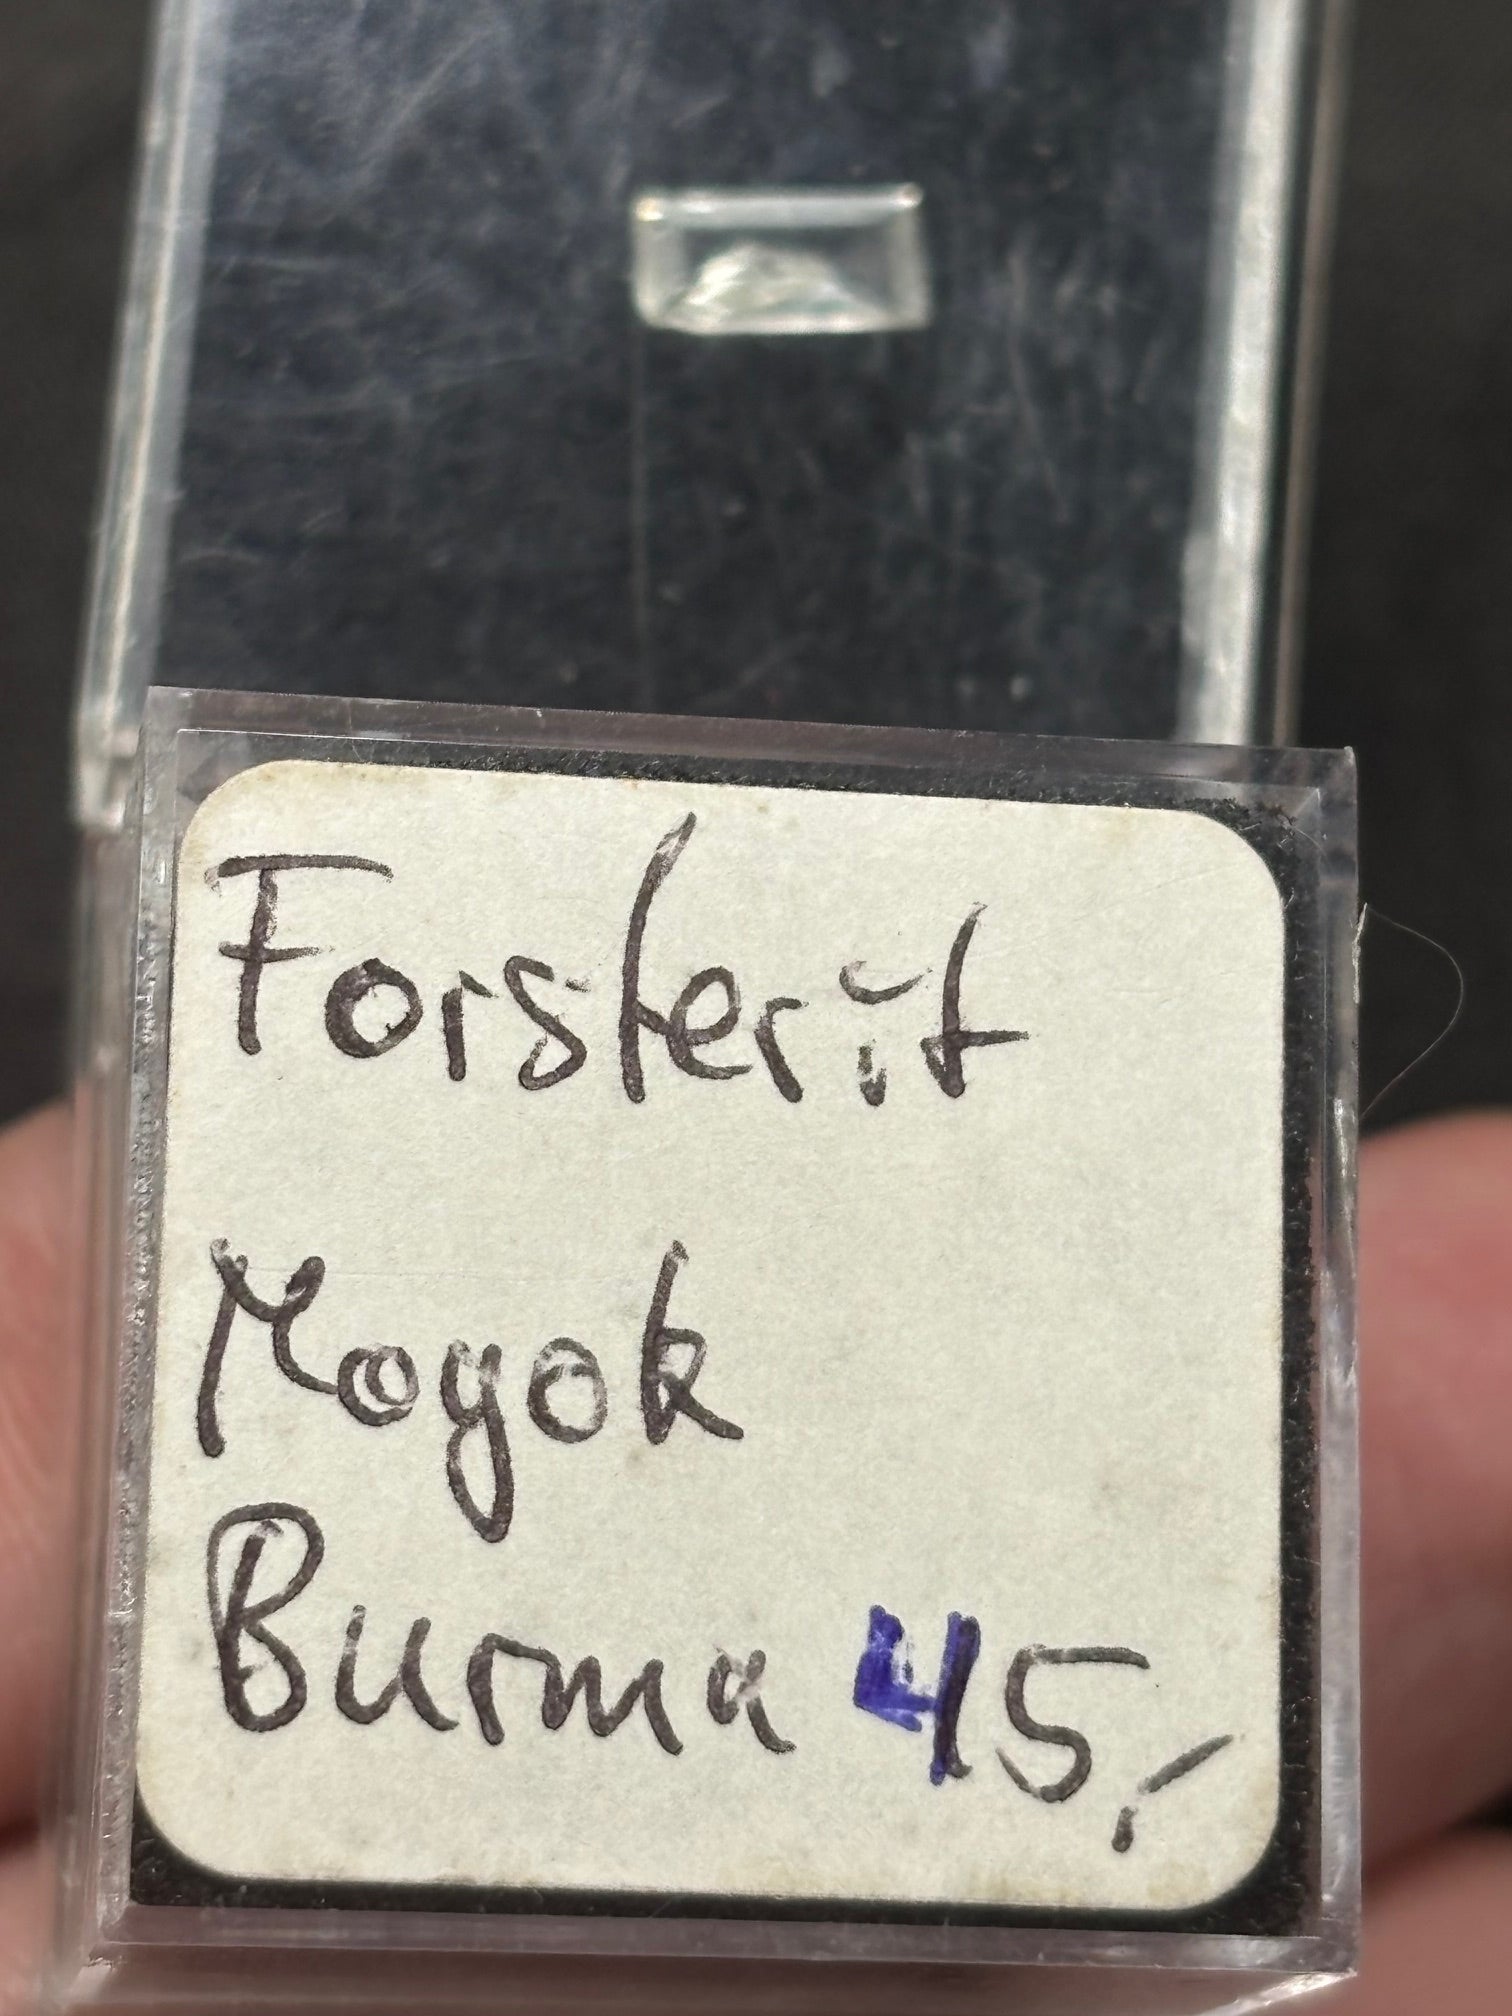 Forsterit
Mogok
Burma 45,-